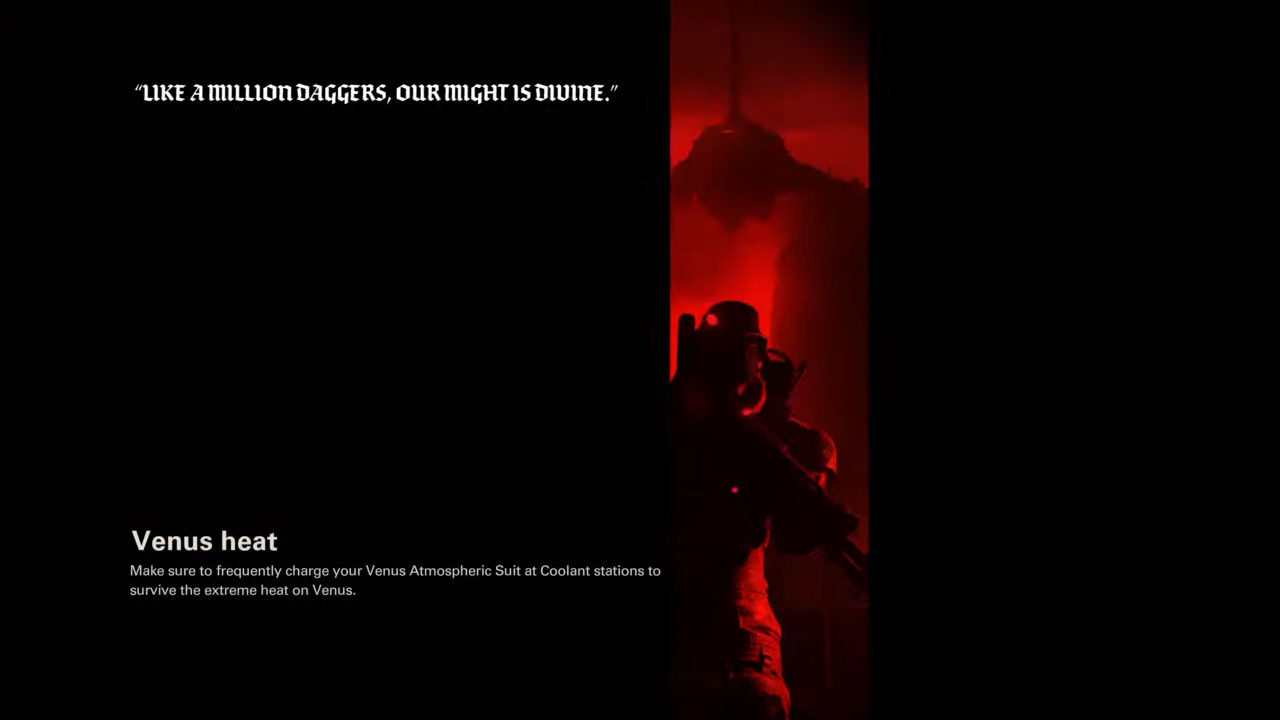 “LIKE A MILLION DAGGERS, OUR MIGHT IS DIVINE.”
Venus heat
Make sure to frequently charge your Venus Atmospheric Suit at Coolant stations to
survive the extreme heat on Venus.